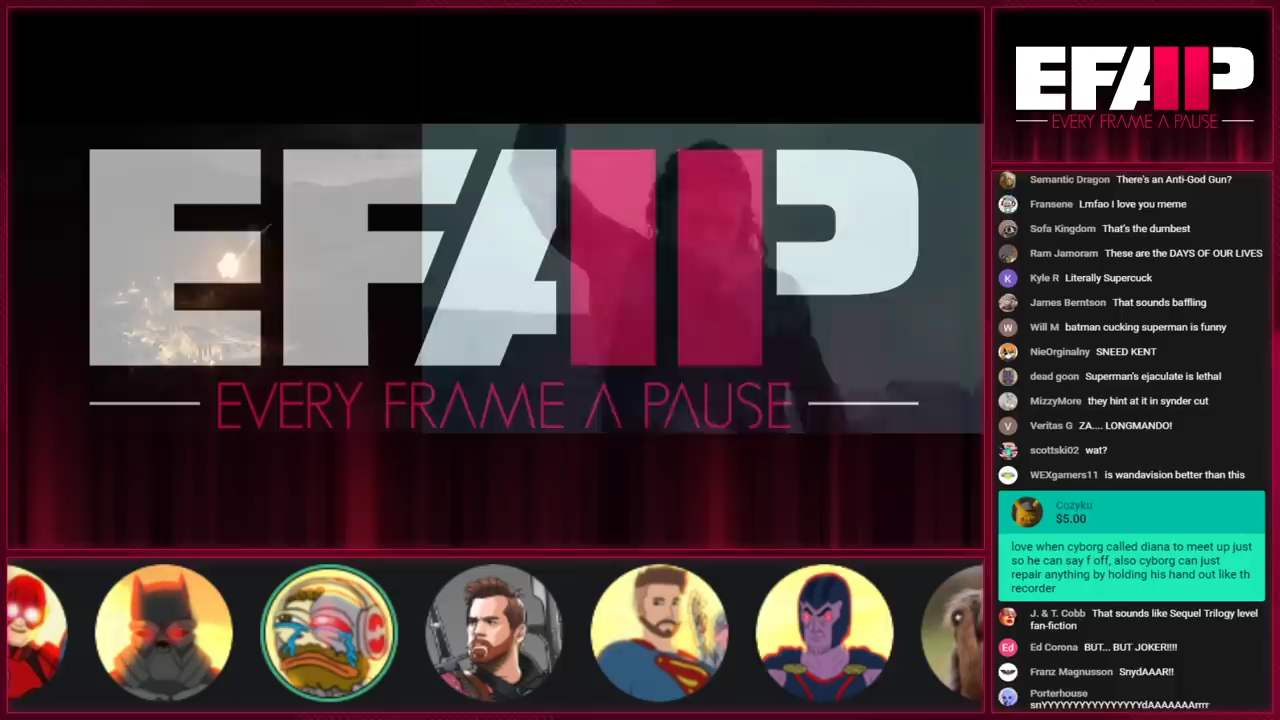 EFAP
EVERY FRAME A PAUSE
EFAP
EVERY FRAME A PAUSE
Semantic Dragon There's an Anti-God Gun?
Fransene Lmfao I love you meme
Sofa Kingdom That's the dumbest
Ram Jamoram These are the DAYS OF OUR LIVES
K Kyle R Literally Supercuck
James Berntson That sounds baffling
W Will M batman cucking superman is funny
NieOrginalny SNEED KENT
dead goon Superman's ejaculate is lethal
MizzyMore they hint at it in synder cut
V Veritas G ZA.... LONGMANDO!
scottski02 wat?
WEXgamers11 is wandavision better than this
Cozyku
$5.00
love when cyborg called diana to meet up just
so he can say f off, also cyborg can just
repair anything by holding his hand out like th
recorder
J. & T. Cobb That sounds like Sequel Trilogy level
fan-fiction
Ed Ed Corona BUT... BUT JOKER!!!!
Franz Magnusson SnydAAAR!!
Porterhouse
snYYYYYYYYYYYYYYYdAAAAAAArrrr